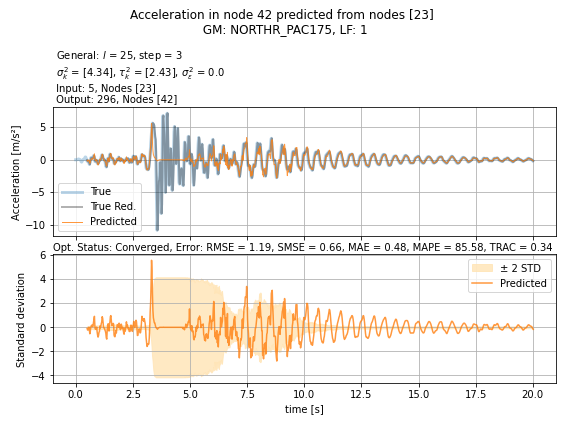 Acceleration in node 42 predicted from nodes [23]
GM: NORTHR_PAC175, LF: 1
General: l = 25, step = 3
σ²ₖ = [4.34], τ²ₖ = [2.43], σ²ε = 0.0
Input: 5, Nodes [23]
Output: 296, Nodes [42]
Acceleration [m/s²]
5
0
−5
−10
True
True Red.
Predicted
Opt. Status: Converged, Error: RMSE = 1.19, SMSE = 0.66, MAE = 0.48, MAPE = 85.58, TRAC = 0.34
Standard deviation
6
4
2
0
−2
−4
± 2 STD
Predicted
0.0 2.5 5.0 7.5 10.0 12.5 15.0 17.5 20.0
time [s]